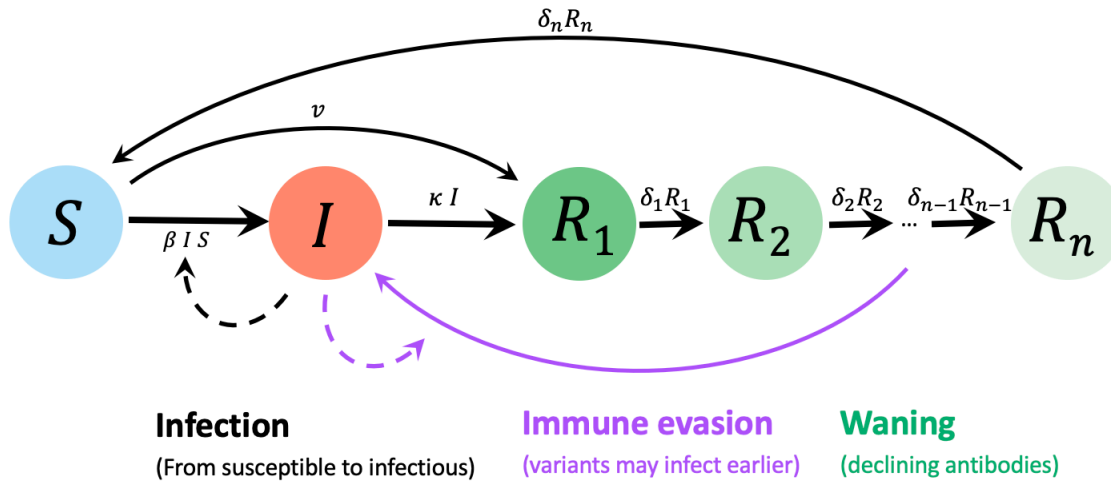 δₙRₙ
v
S
β I S
I
κ I
R₁
δ₁R₁
R₂
δ₂R₂
...
δₙ₋₁Rₙ₋₁
Rₙ
Infection
(From susceptible to infectious)
Immune evasion
(variants may infect earlier)
Waning
(declining antibodies)